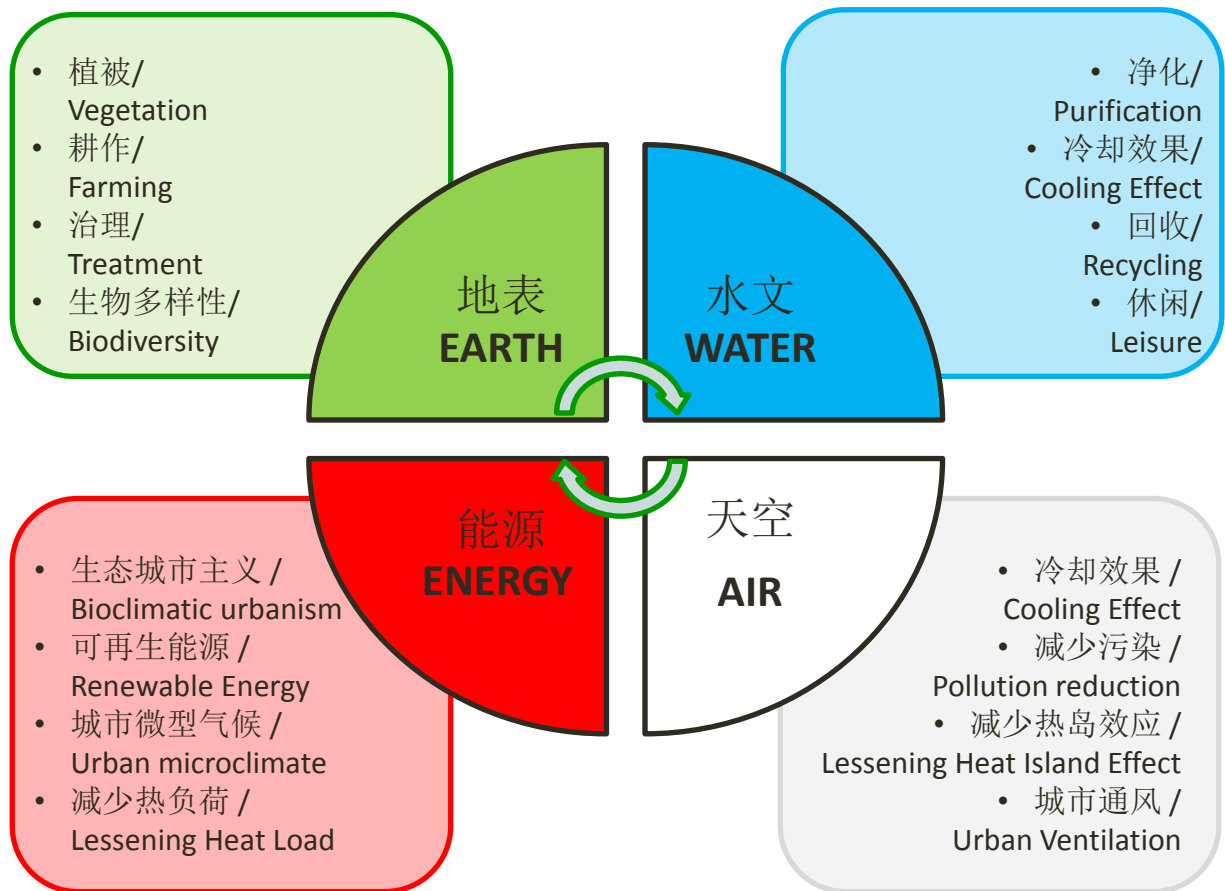 • 植被/
Vegetation
• 耕作/
Farming
• 治理/
Treatment
• 生物多样性/
Biodiversity
• 净化/
Purification
• 冷却效果/
Cooling Effect
• 回收/
Recycling
• 休闲/
Leisure
地表
EARTH
水文
WATER
能源
ENERGY
天空
AIR
• 生态城市主义 /
Bioclimatic urbanism
• 可再生能源 /
Renewable Energy
• 城市微型气候 /
Urban microclimate
• 减少热负荷 /
Lessening Heat Load
• 冷却效果 /
Cooling Effect
• 减少污染 /
Pollution reduction
• 减少热岛效应 /
Lessening Heat Island Effect
• 城市通风 /
Urban Ventilation